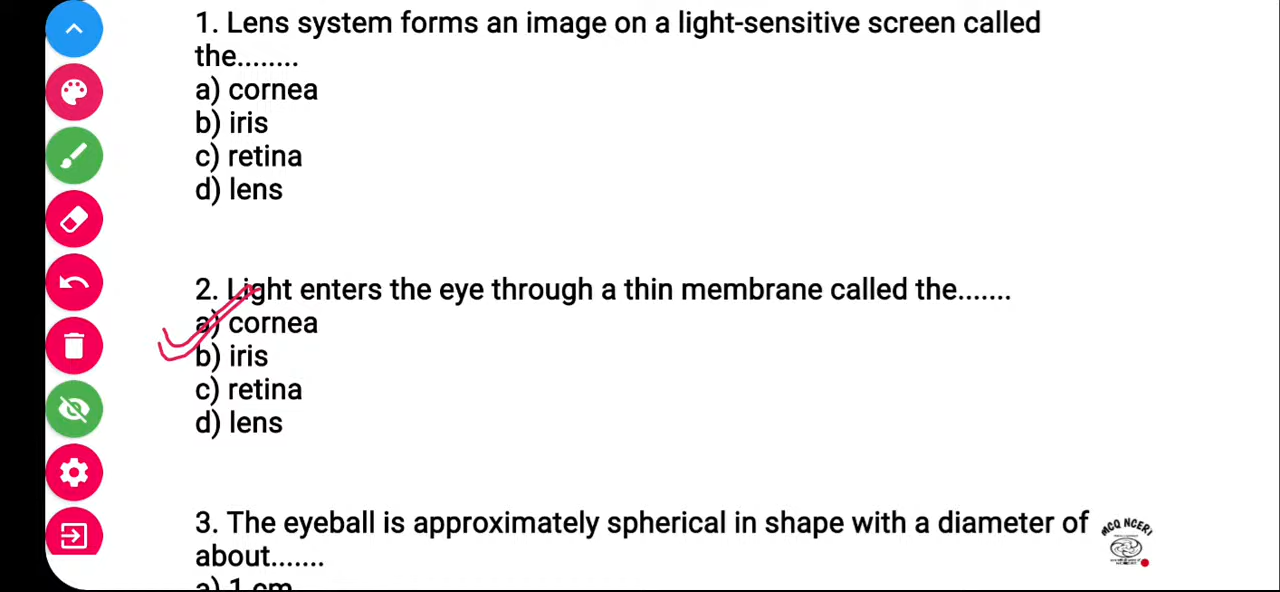 1. Lens system forms an image on a light-sensitive screen called
the........
a) cornea
b) iris
c) retina
d) lens
2. Light enters the eye through a thin membrane called the.......
a) cornea
b) iris
c) retina
d) lens
3. The eyeball is approximately spherical in shape with a diameter of
about.......
a) 1 cm
MCQ NCERT